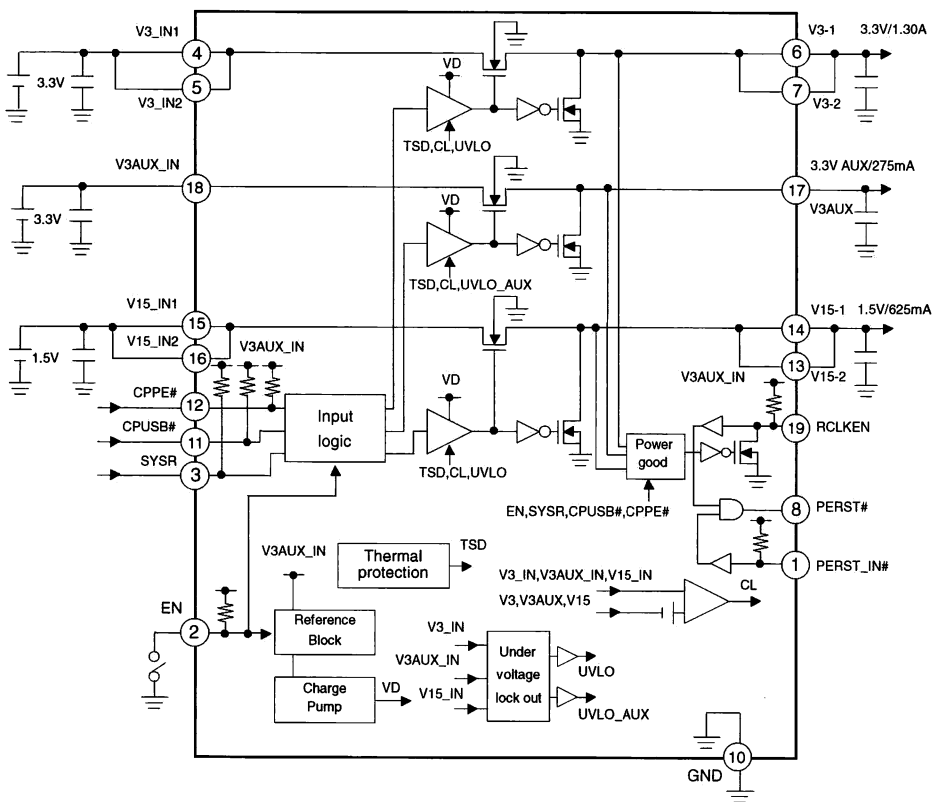 V3_IN1
4
3.3V
5
V3_IN2
VD
TSD,CL,UVLO
V3-1
3.3V/1.30A
6
7
V3-2
V3AUX_IN
18
3.3V
VD
TSD,CL,UVLO_AUX
3.3V AUX/275mA
17
V3AUX
V15_IN1
15
V15_IN2
1.5V
16
V3AUX_IN
VD
TSD,CL,UVLO
V15-1
1.5V/625mA
14
13
V15-2
CPPE#
12
CPUSB#
11
SYSR
3
Input
logic
Power
good
EN,SYSR,CPUSB#,CPPE#
V3AUX_IN
19
RCLKEN
8
PERST#
1
PERST_IN#
Thermal
protection
TSD
V3AUX_IN
EN
2
Reference
Block
Charge
Pump
VD
V3_IN,V3AUX_IN,V15_IN
V3,V3AUX,V15
CL
V3_IN
V3AUX_IN
V15_IN
Under
voltage
lock out
UVLO
UVLO_AUX
10
GND